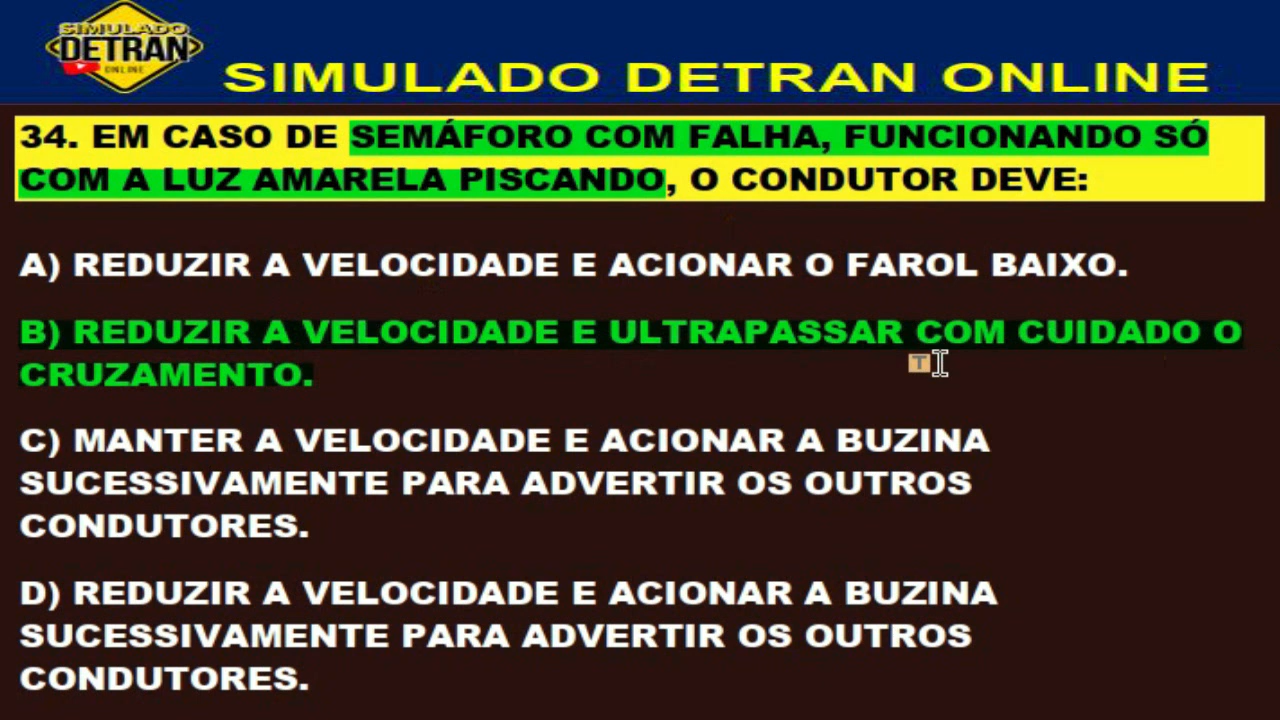 SIMULADO
DETRAN
ONLINE
SIMULADO DETRAN ONLINE
34. EM CASO DE SEMÁFORO COM FALHA, FUNCIONANDO SÓ
COM A LUZ AMARELA PISCANDO, O CONDUTOR DEVE:
A) REDUZIR A VELOCIDADE E ACIONAR O FAROL BAIXO.
B) REDUZIR A VELOCIDADE E ULTRAPASSAR COM CUIDADO O
CRUZAMENTO.
T
C) MANTER A VELOCIDADE E ACIONAR A BUZINA
SUCESSIVAMENTE PARA ADVERTIR OS OUTROS
CONDUTORES.
D) REDUZIR A VELOCIDADE E ACIONAR A BUZINA
SUCESSIVAMENTE PARA ADVERTIR OS OUTROS
CONDUTORES.